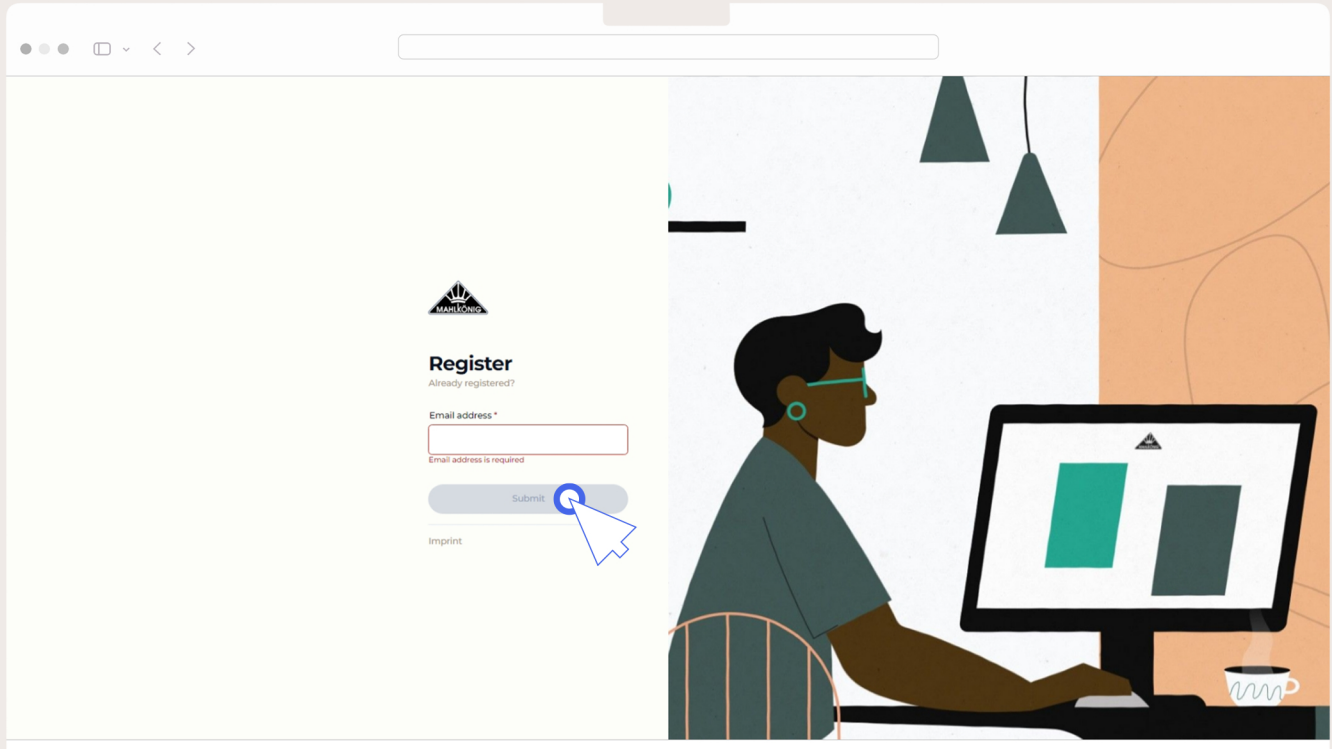 MAHLKÖNIG
Register
Already registered?
Email address *
Email address is required
Submit
Imprint